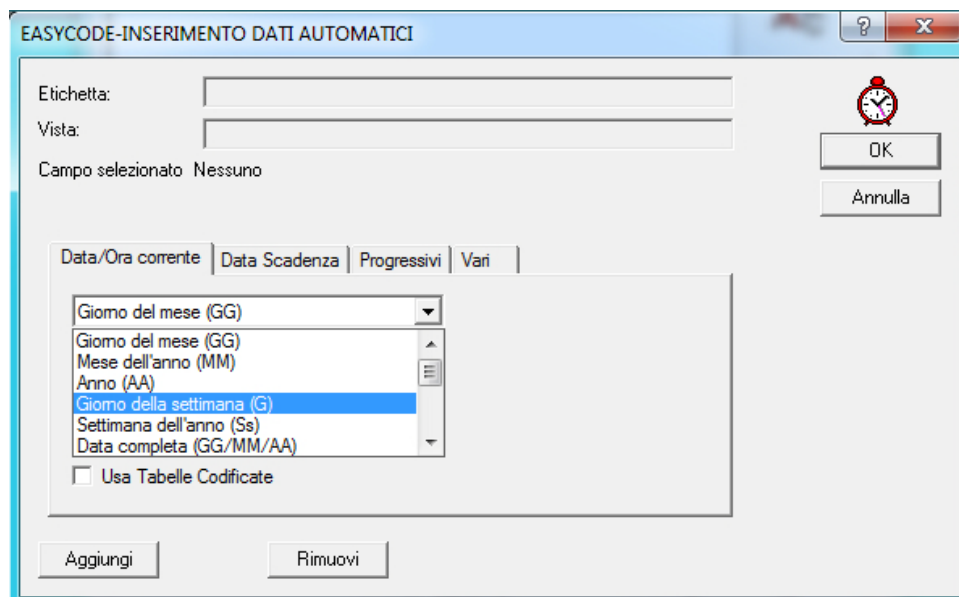 EASYCODE-INSERIMENTO DATI AUTOMATICI
?
X
Etichetta:
Vista:
OK
Campo selezionato Nessuno
Annulla
Data/Ora corrente
Data Scadenza
Progressivi
Vari
Giorno del mese (GG)
Giorno del mese (GG)
Mese dell'anno (MM)
Anno (AA)
Giorno della settimana (G)
Settimana dell'anno (Ss)
Data completa (GG/MM/AA)
Usa Tabelle Codificate
Aggiungi
Rimuovi